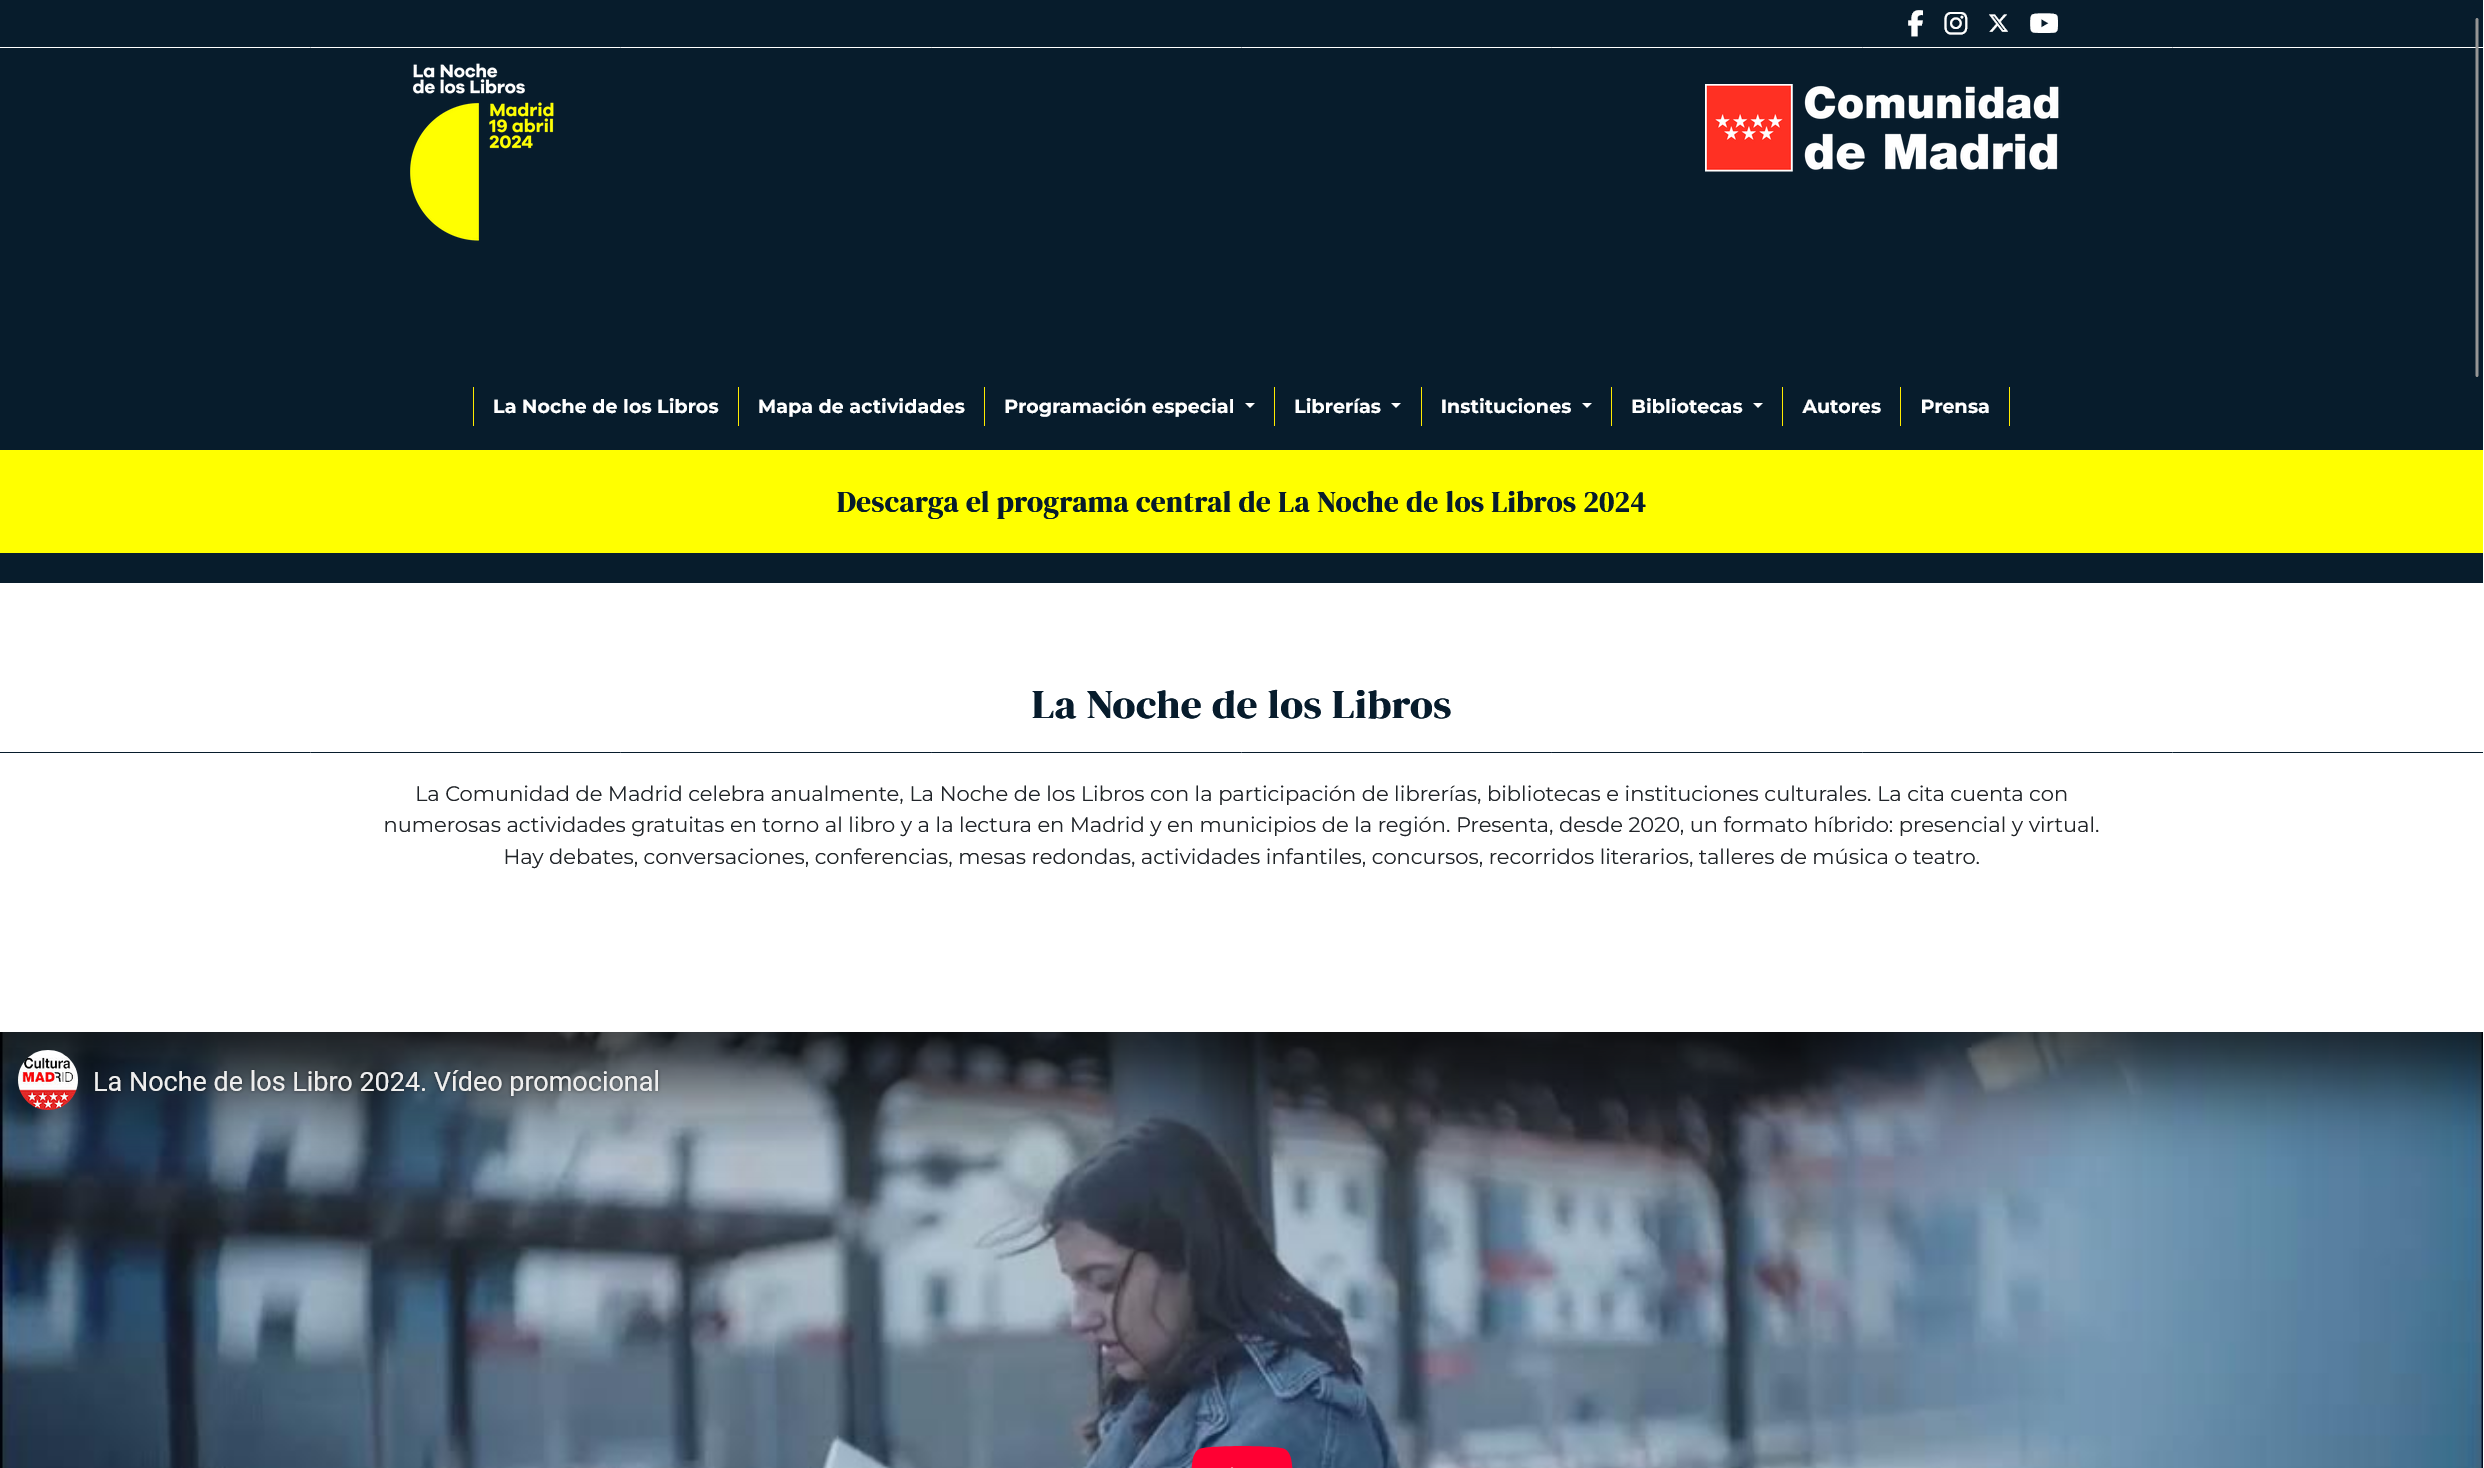 La Noche
de los Libros
Madrid
19 abril
2024
Comunidad
de Madrid
La Noche de los Libros
Mapa de actividades
Programación especial
Librerías
Instituciones
Bibliotecas
Autores
Prensa
Descarga el programa central de La Noche de los Libros 2024
La Noche de los Libros
La Comunidad de Madrid celebra anualmente, La Noche de los Libros con la participación de librerías, bibliotecas e instituciones culturales. La cita cuenta con
numerosas actividades gratuitas en torno al libro y a la lectura en Madrid y en municipios de la región. Presenta, desde 2020, un formato híbrido: presencial y virtual.
Hay debates, conversaciones, conferencias, mesas redondas, actividades infantiles, concursos, recorridos literarios, talleres de música o teatro.
Cultura
MADRID
La Noche de los Libro 2024. Vídeo promocional